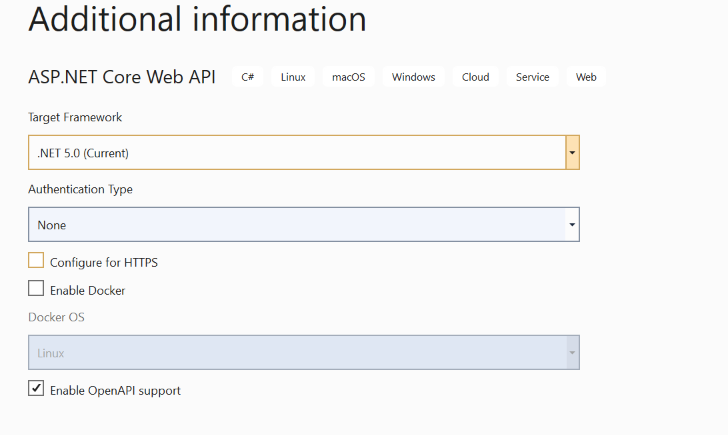 Additional information
ASP.NET Core Web API C# Linux macOS Windows Cloud Service Web
Target Framework
.NET 5.0 (Current)
Authentication Type
None
Configure for HTTPS
Enable Docker
Docker OS
Linux
Enable OpenAPI support